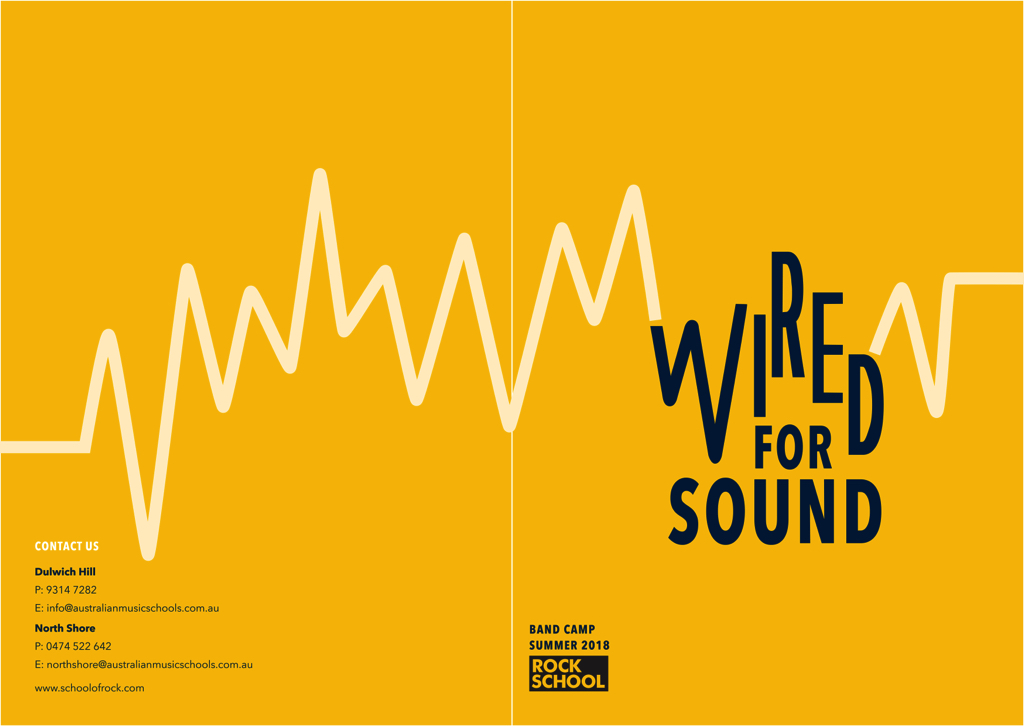 CONTACT US
Dulwich Hill
P: 9314 7282
E: info@australianmusicschools.com.au
North Shore
P: 0474 522 642
E: northshore@australianmusicschools.com.au
www.schoolofrock.com
WIRED
FOR
SOUND
BAND CAMP
SUMMER 2018
ROCK
SCHOOL